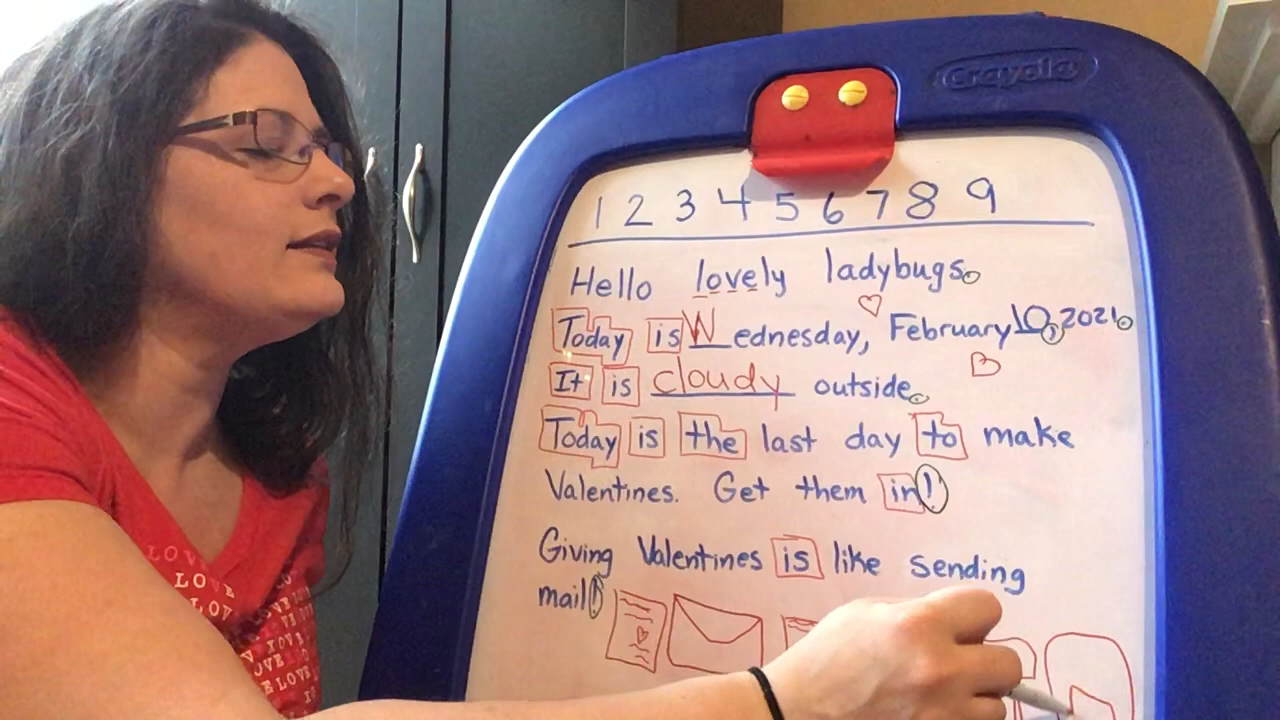 Crayola
1 2 3 4 5 6 7 8 9
Hello lovely ladybugs.
Today is Wednesday, February 10, 2021.
It is cloudy outside.
Today is the last day to make
Valentines. Get them in!
Giving Valentines is like sending
mail!
LOVE
LOVE